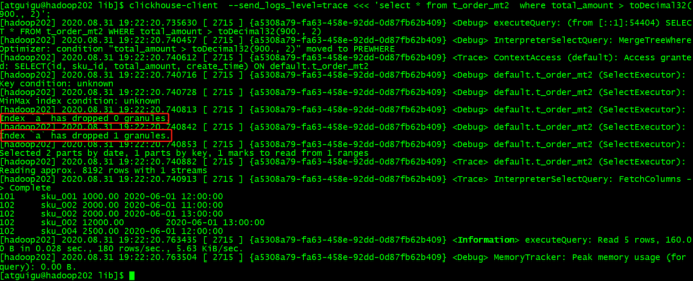 [atguigu@hadoop202 lib]$ clickhouse-client  --send_logs_level=trace <<< 'select * from t_order_mt2  where total_amount > toDecimal32(
900., 2)';
[hadoop202] 2020.08.31 19:22:20.735630 [ 2715 ] {a5308a79-fa63-458e-92dd-0d87fb62b409} <Debug> executeQuery: (from [::1]:54404) SELEC
T * FROM t_order_mt2 WHERE total_amount > toDecimal32(900., 2)
[hadoop202] 2020.08.31 19:22:20.740457 [ 2715 ] {a5308a79-fa63-458e-92dd-0d87fb62b409} <Debug> InterpreterSelectQuery: MergeTreeWhere
Optimizer: condition "total_amount > toDecimal32(900., 2)" moved to PREWHERE
[hadoop202] 2020.08.31 19:22:20.740612 [ 2715 ] {a5308a79-fa63-458e-92dd-0d87fb62b409} <Trace> ContextAccess (default): Access grante
d: SELECT(id, sku_id, total_amount, create_time) ON default.t_order_mt2
[hadoop202] 2020.08.31 19:22:20.740716 [ 2715 ] {a5308a79-fa63-458e-92dd-0d87fb62b409} <Debug> default.t_order_mt2 (SelectExecutor):
Key condition: unknown
[hadoop202] 2020.08.31 19:22:20.740728 [ 2715 ] {a5308a79-fa63-458e-92dd-0d87fb62b409} <Debug> default.t_order_mt2 (SelectExecutor):
MinMax index condition: unknown
[hadoop202] 2020.08.31 19:22:20.740813 [ 2715 ] {a5308a79-fa63-458e-92dd-0d87fb62b409} <Debug> default.t_order_mt2 (SelectExecutor):
Index `a` has dropped 0 granules.
[hadoop202] 2020.08.31 19:22:20.740842 [ 2715 ] {a5308a79-fa63-458e-92dd-0d87fb62b409} <Debug> default.t_order_mt2 (SelectExecutor):
Index `a` has dropped 1 granules.
[hadoop202] 2020.08.31 19:22:20.740853 [ 2715 ] {a5308a79-fa63-458e-92dd-0d87fb62b409} <Debug> default.t_order_mt2 (SelectExecutor):
Selected 2 parts by date, 1 parts by key, 1 marks to read from 1 ranges
[hadoop202] 2020.08.31 19:22:20.740882 [ 2715 ] {a5308a79-fa63-458e-92dd-0d87fb62b409} <Trace> default.t_order_mt2 (SelectExecutor):
Reading approx. 8192 rows with 1 streams
[hadoop202] 2020.08.31 19:22:20.740913 [ 2715 ] {a5308a79-fa63-458e-92dd-0d87fb62b409} <Trace> InterpreterSelectQuery: FetchColumns -
> Complete
101     sku_001 1000.00 2020-06-01 12:00:00
102     sku_002 2000.00 2020-06-01 11:00:00
102     sku_002 12000.00        2020-06-01 13:00:00
102     sku_004 2500.00 2020-06-01 12:00:00
[hadoop202] 2020.08.31 19:22:20.763435 [ 2715 ] {a5308a79-fa63-458e-92dd-0d87fb62b409} <Information> executeQuery: Read 5 rows, 160.0
0 B in 0.028 sec., 180 rows/sec., 5.63 KiB/sec.
[hadoop202] 2020.08.31 19:22:20.763504 [ 2715 ] {a5308a79-fa63-458e-92dd-0d87fb62b409} <Debug> MemoryTracker: Peak memory usage (for
query): 0.00 B.
[atguigu@hadoop202 lib]$